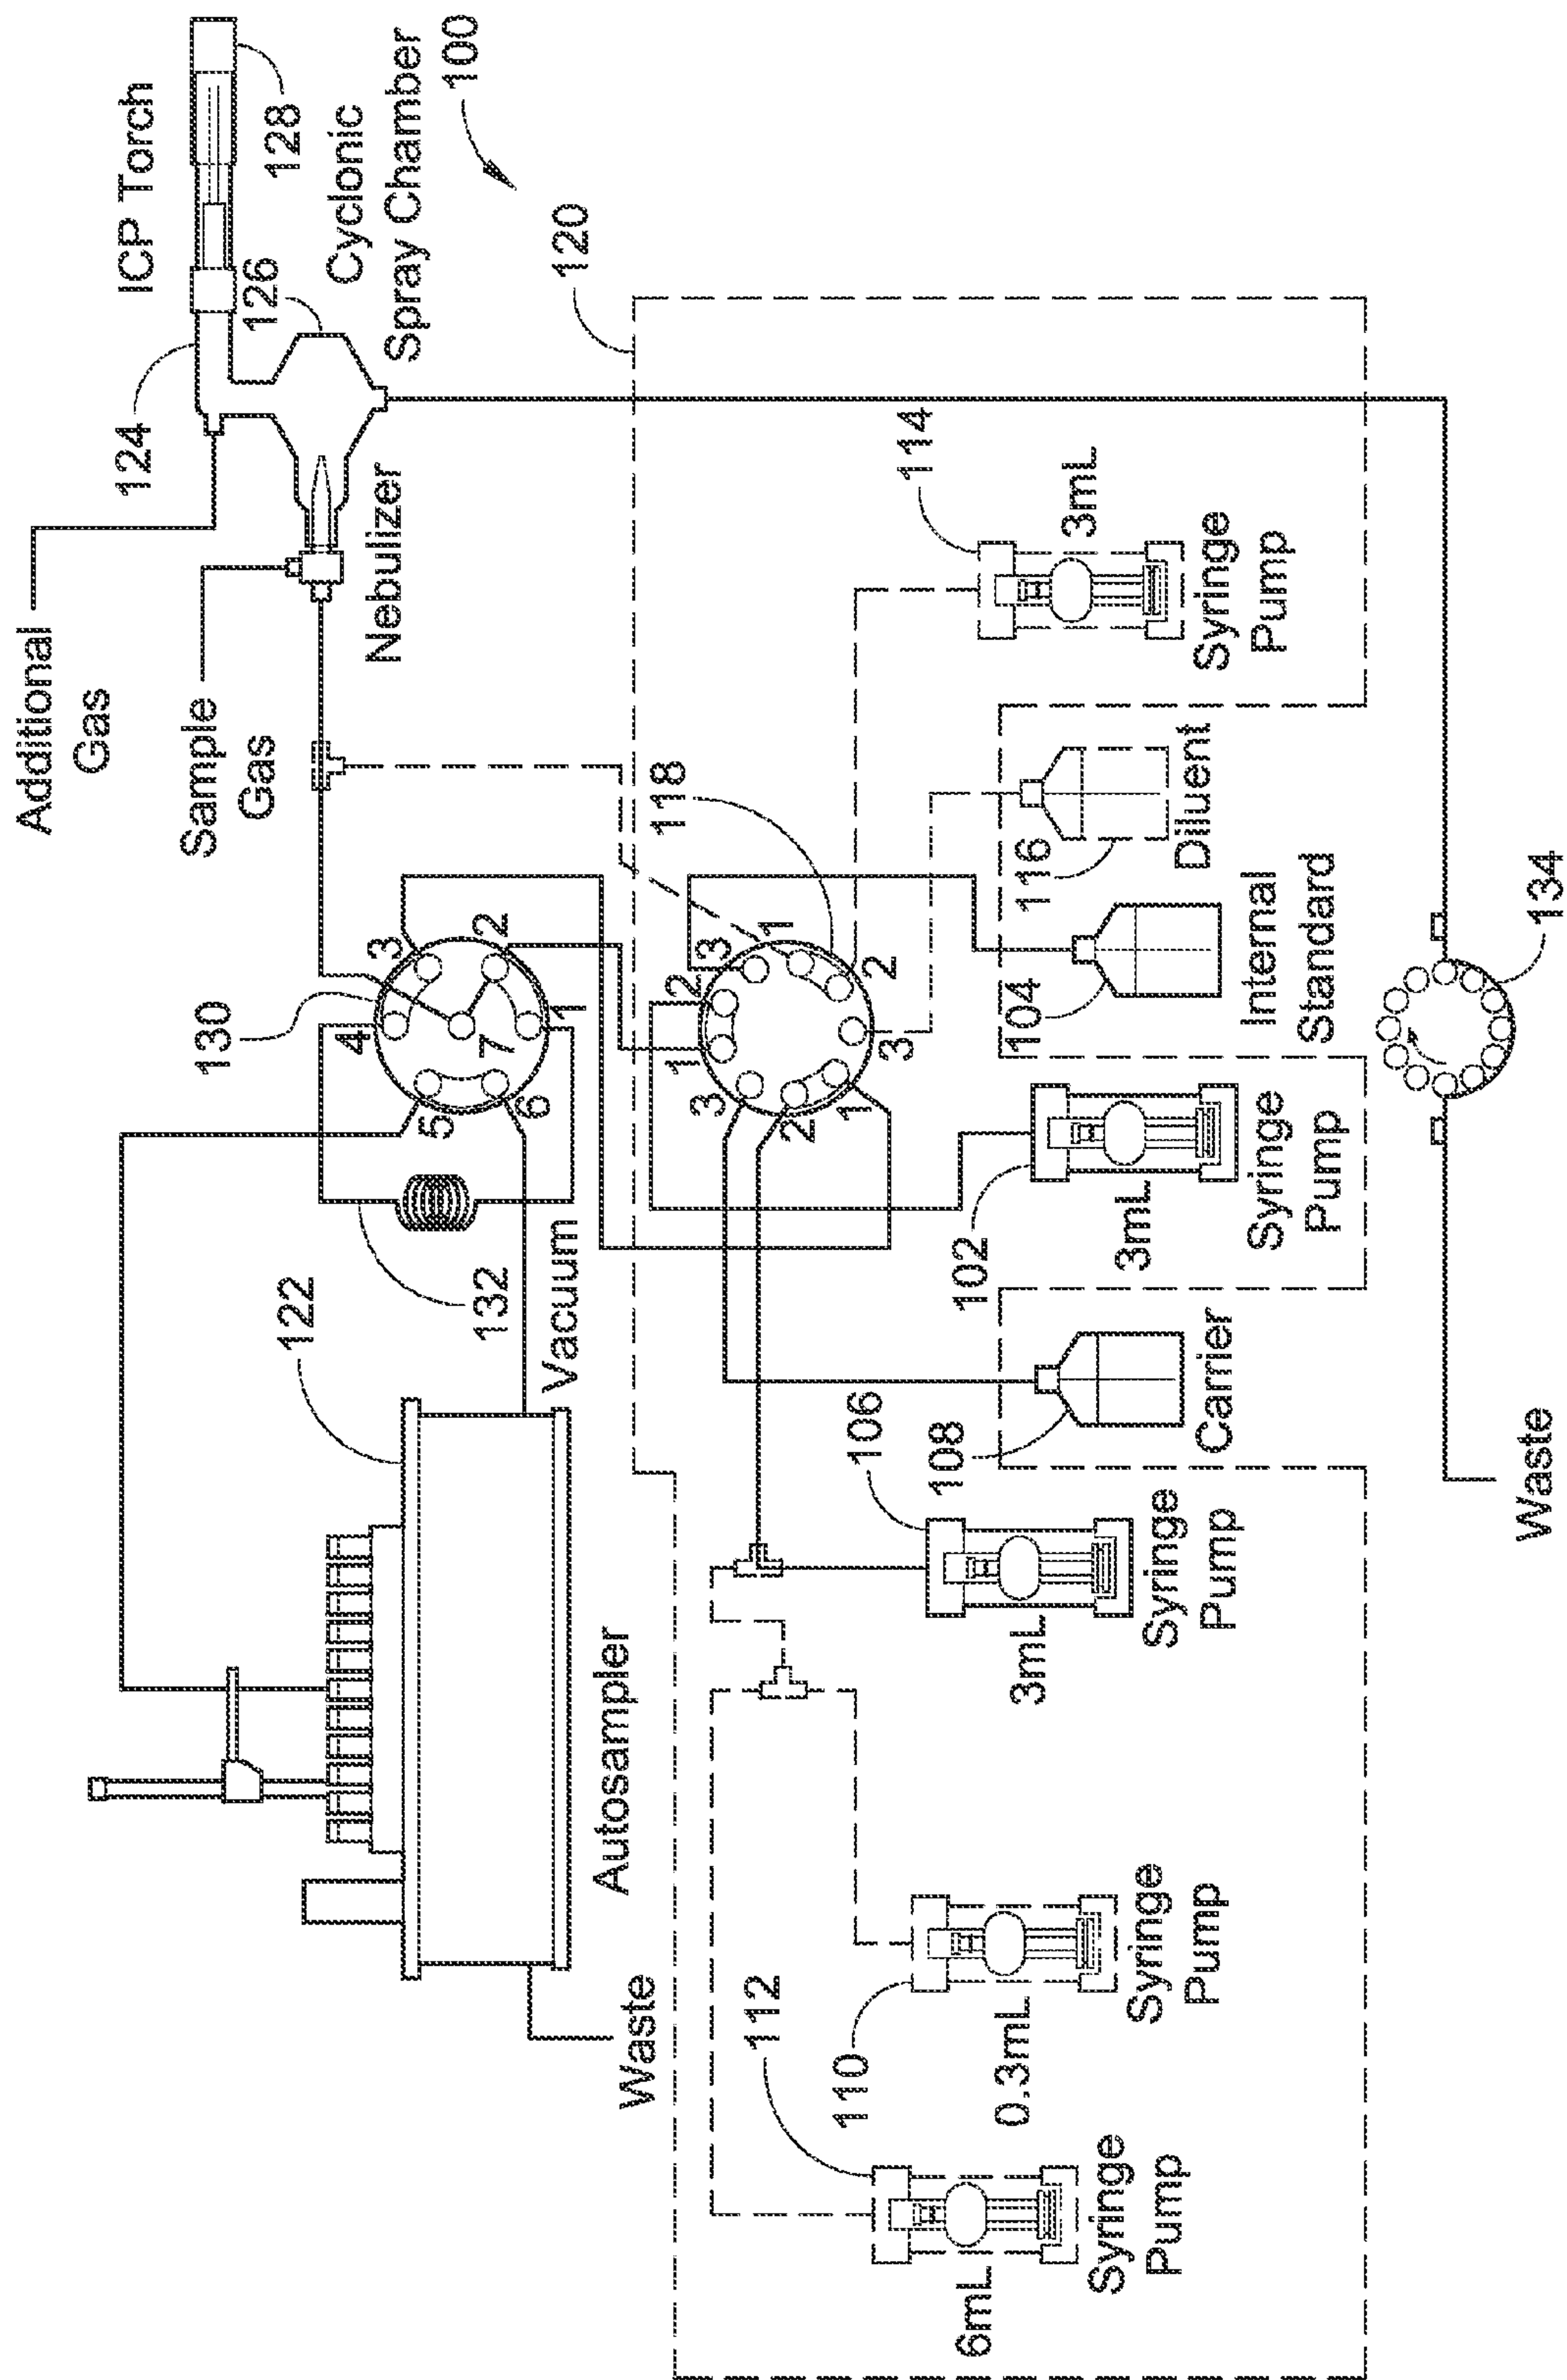 Additional
Gas
Sample
Gas
ICP Torch
124
126
128
Cyclonic
Spray Chamber
100
Nebulizer
130
3
2
4
7
1
5
6
132
122
Vacuum
Autosampler
Waste
120
118
2
3
1
1
2
3
3
2
1
114
3mL
Syringe
Pump
116
Diluent
104
Internal
Standard
102
3mL
Syringe
Pump
108
Carrier
106
3mL
Syringe
Pump
110
0.3mL
Syringe
Pump
112
6mL
Syringe
Pump
134
Waste